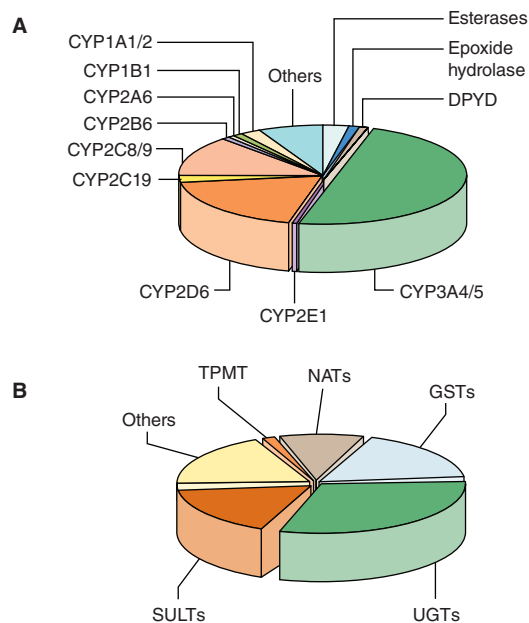 A
Esterases
Epoxide
hydrolase
DPYD
CYP1A1/2
CYP1B1
CYP2A6
CYP2B6
CYP2C8/9
CYP2C19
Others
CYP2D6
CYP2E1
CYP3A4/5
B
TPMT
NATs
GSTs
Others
SULTs
UGTs